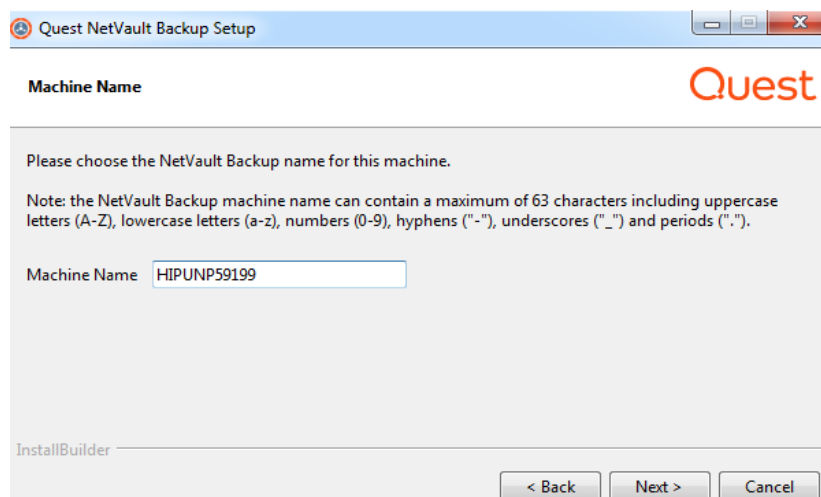 Quest NetVault Backup Setup
Machine Name
Quest
Please choose the NetVault Backup name for this machine.
Note: the NetVault Backup machine name can contain a maximum of 63 characters including uppercase
letters (A-Z), lowercase letters (a-z), numbers (0-9), hyphens ("-"), underscores ("_") and periods (".").
Machine Name HIPUNP59199
InstallBuilder
< Back Next > Cancel